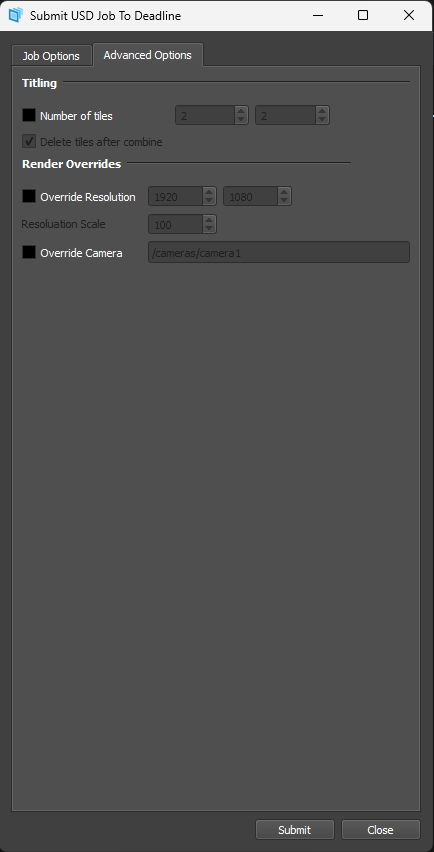 Submit USD Job To Deadline
Job Options Advanced Options
Titling
Number of tiles 2 2
Delete tiles after combine
Render Overrides
Override Resolution 1920 1080
Resoluation Scale 100
Override Camera /cameras/camera1
Submit Close